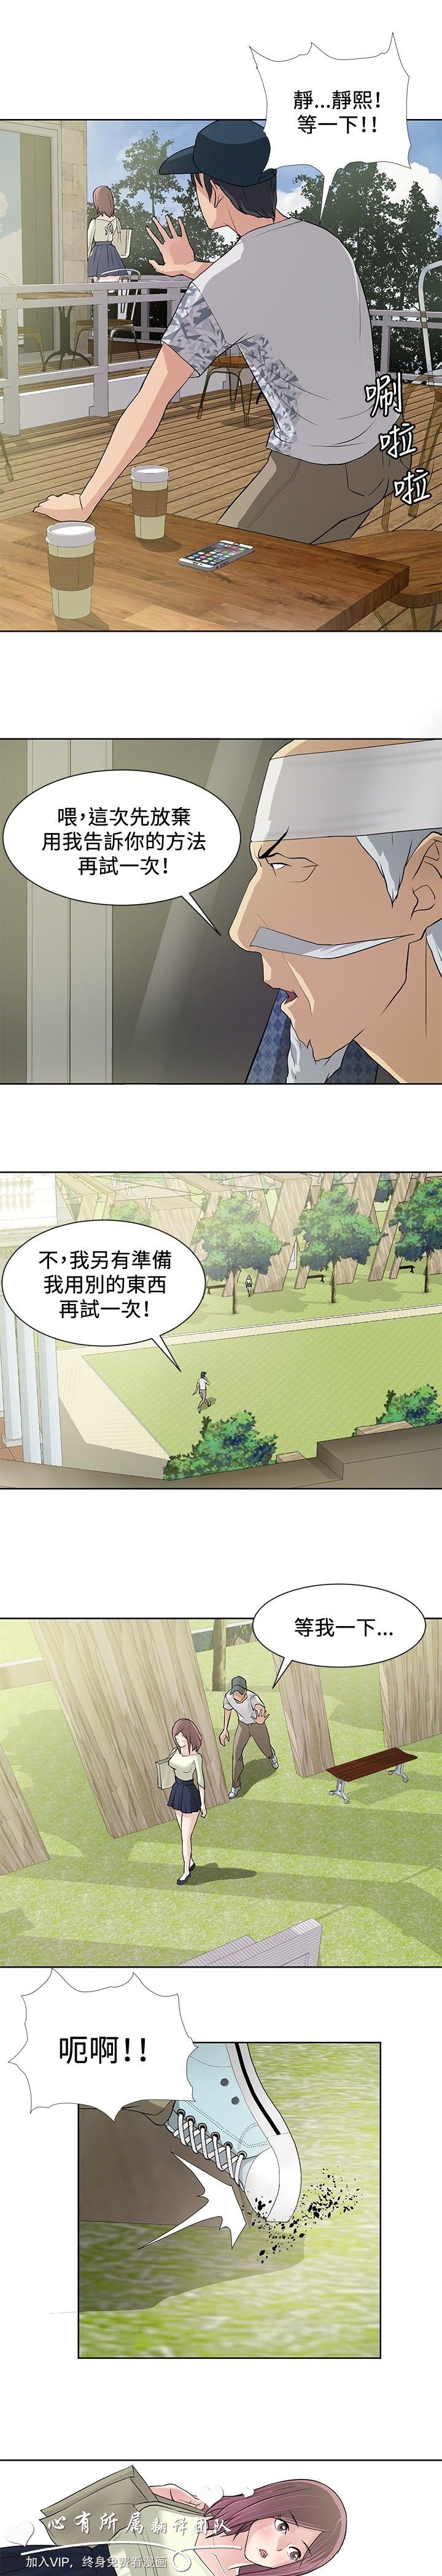 靜...靜熙!
等一下!!
唰啦啦
喂,這次先放棄
用我告訴你的方法
再試一次!
不,我另有準備
我用別的東西
再試一次!
等我一下...
呃啊!!
心有所属翻译团队
加入VIP，终身免费看漫画